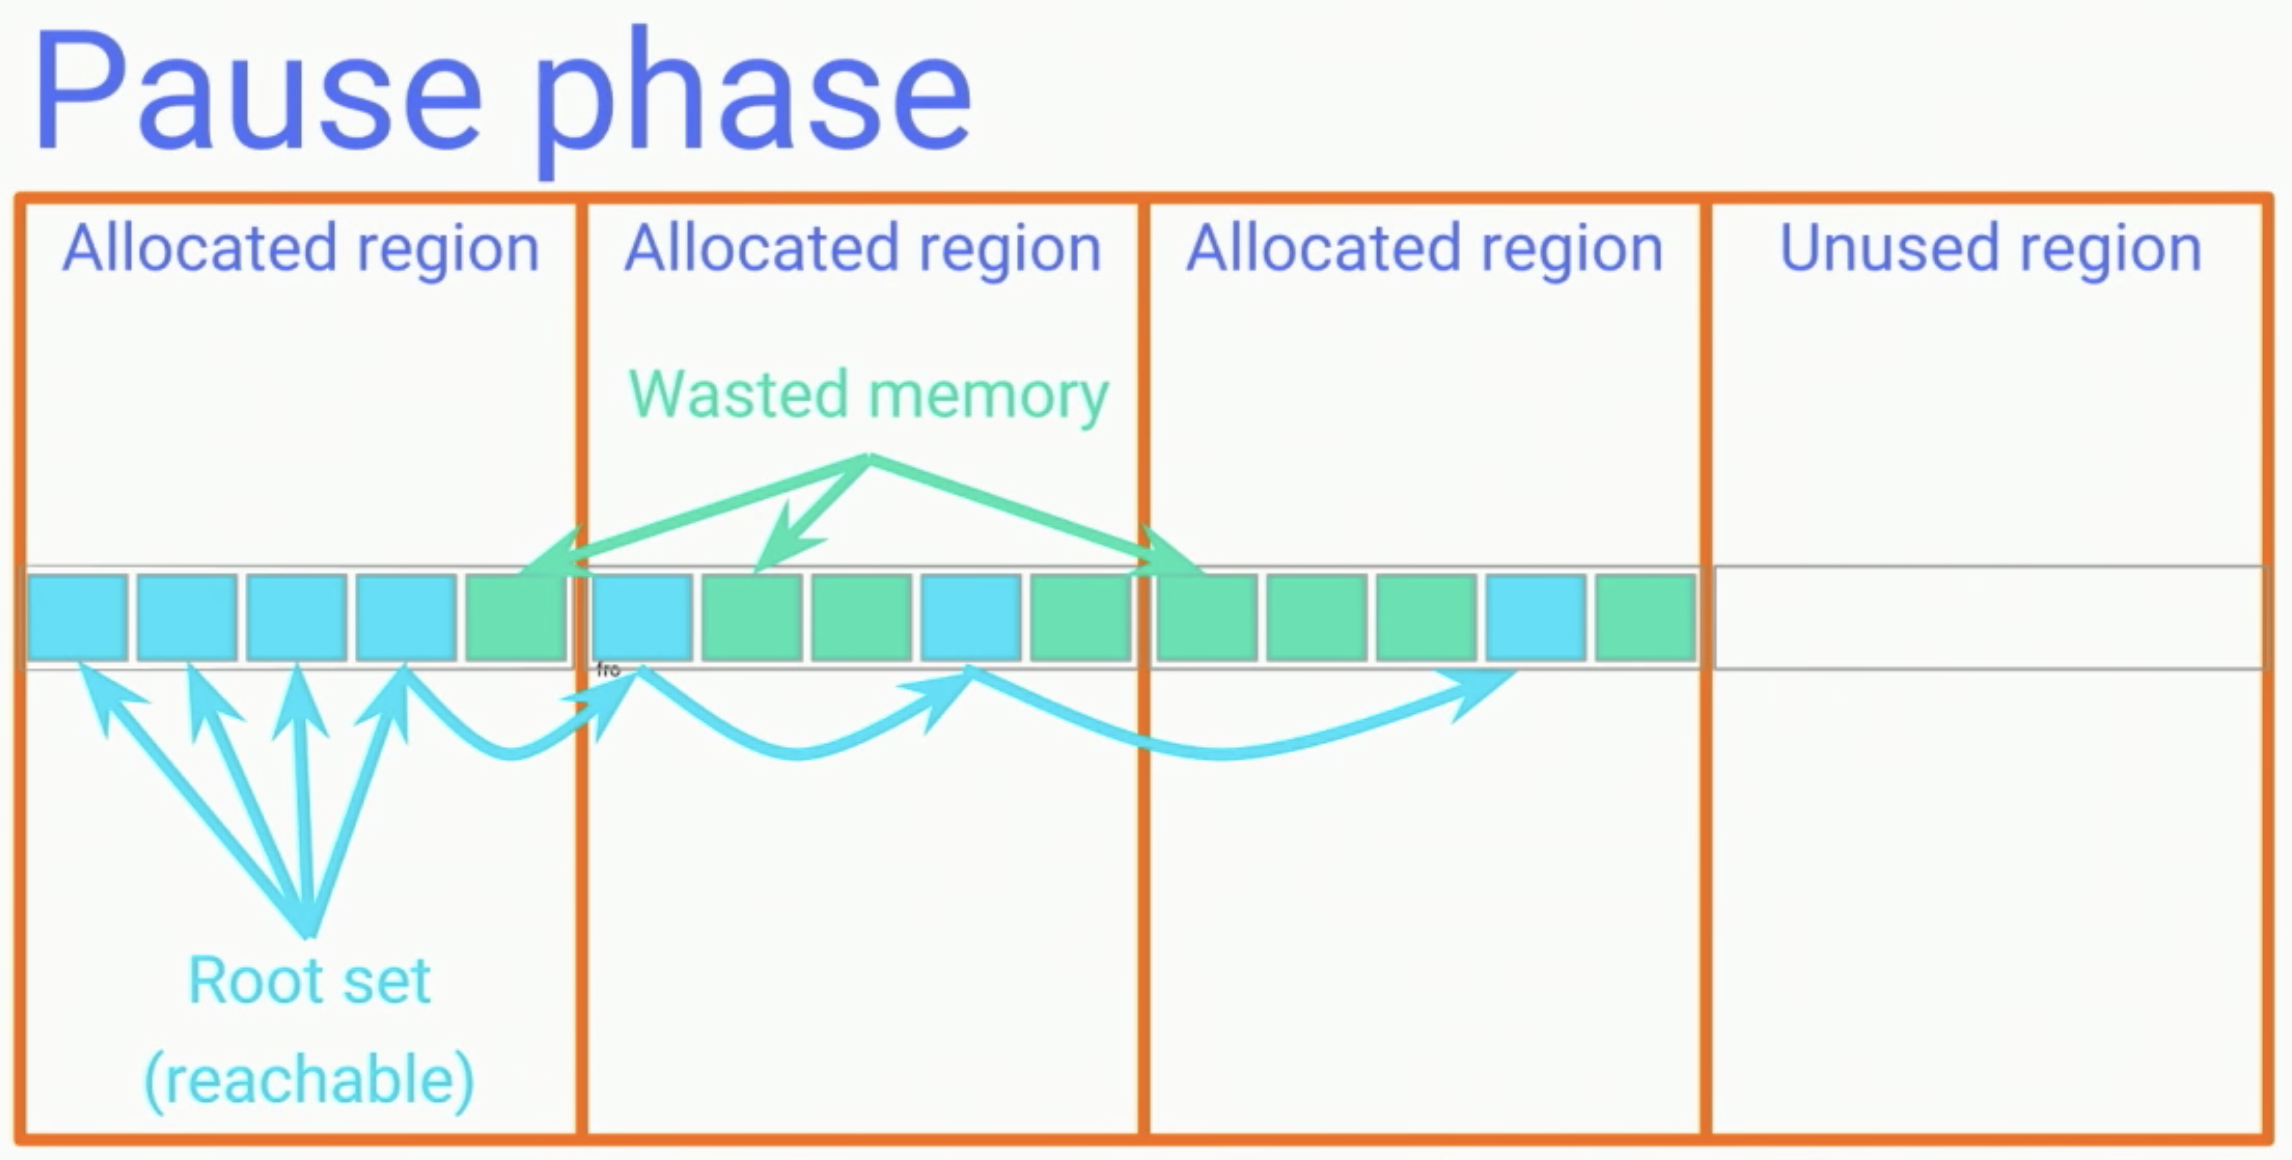 Pause phase
Allocated region
Allocated region
Allocated region
Unused region
Wasted memory
fro
Root set
(reachable)